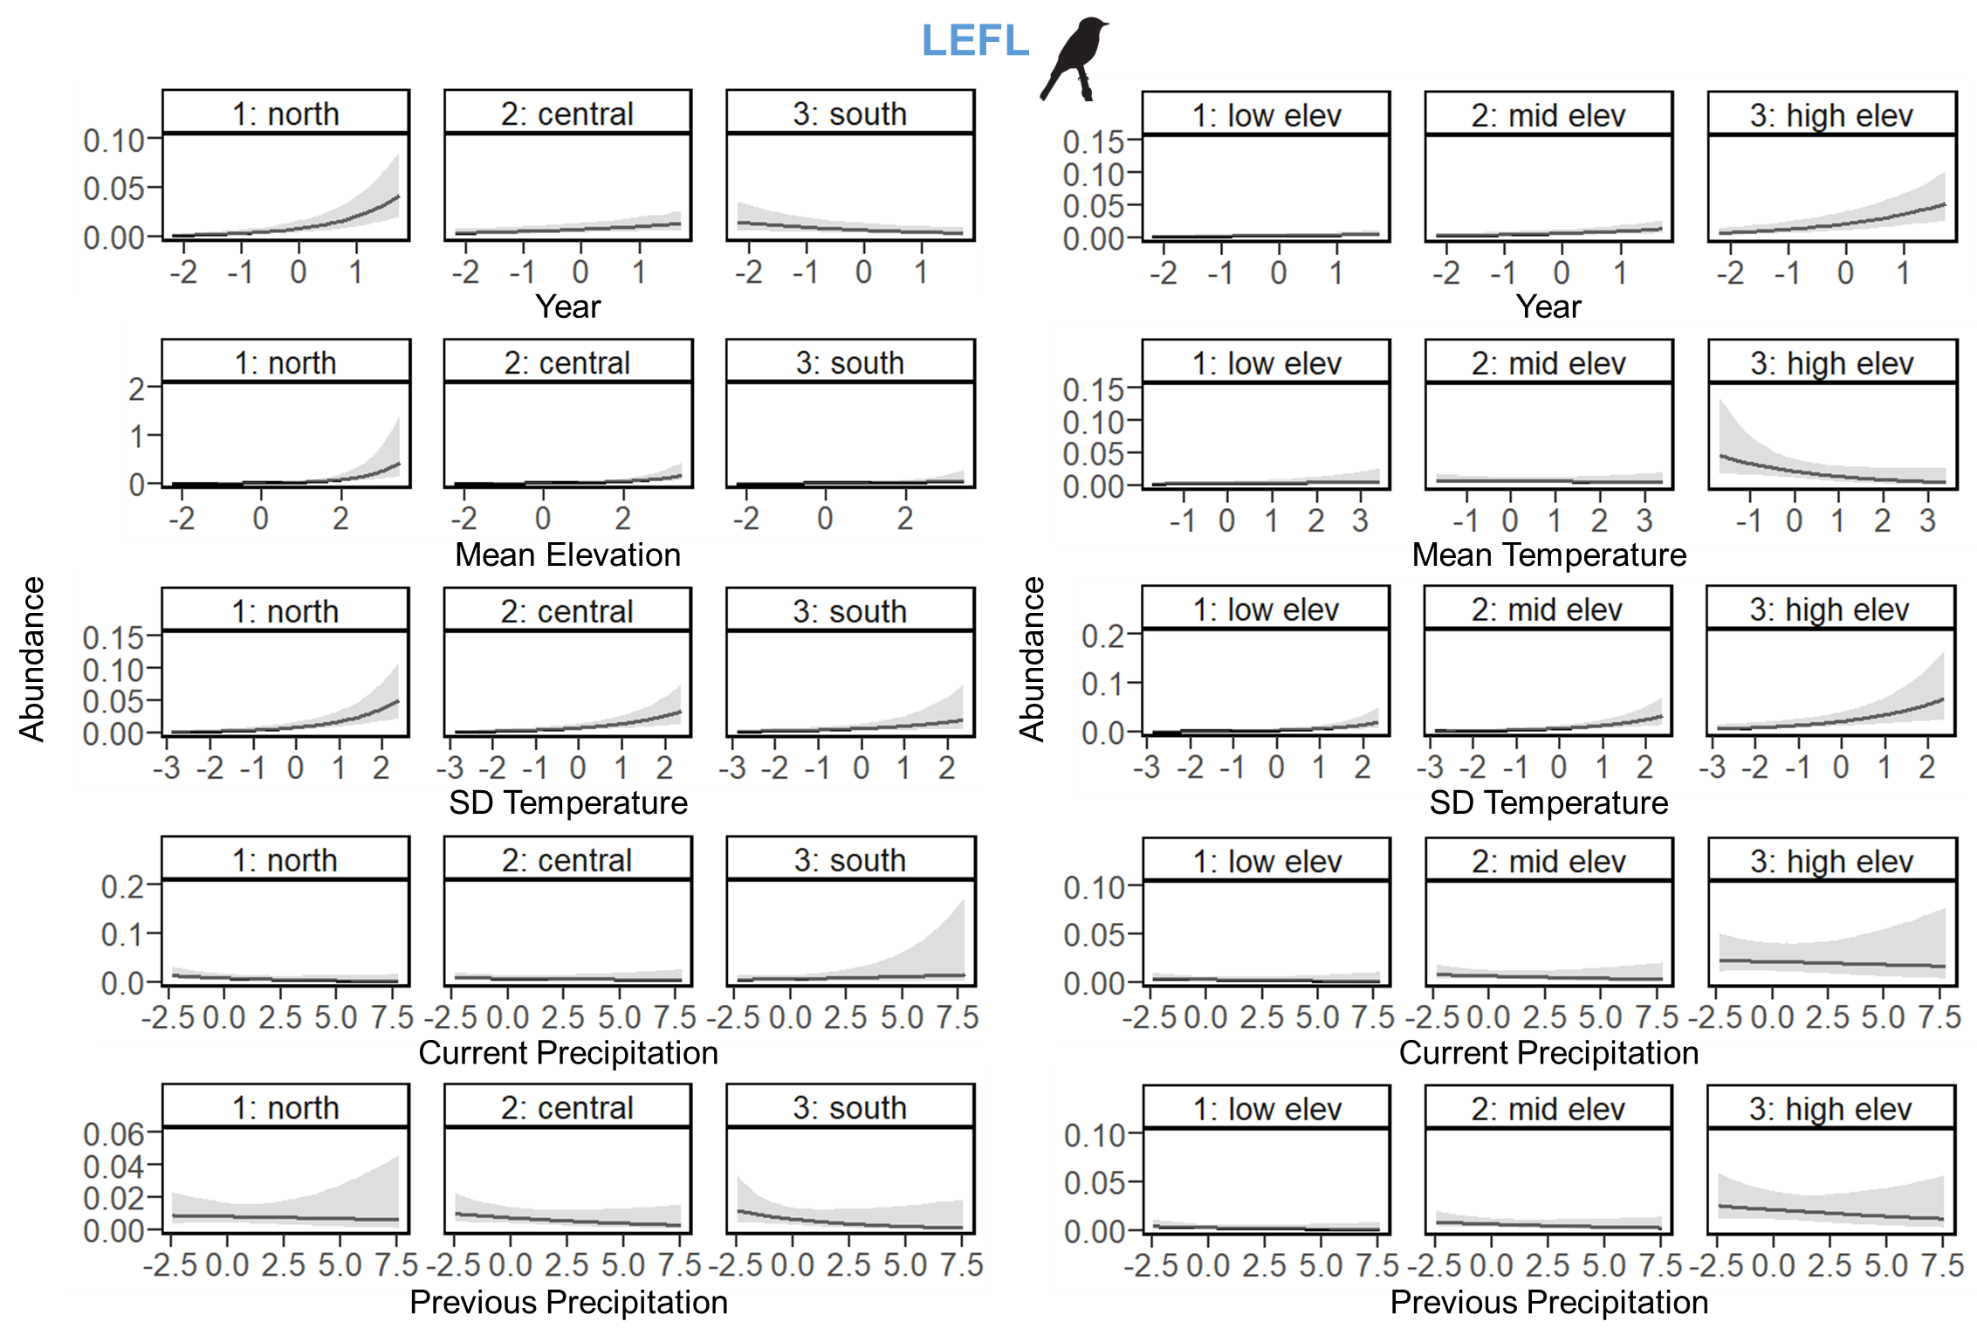 LEFL
1: north 2: central 3: south
0.10
0.05
0.00
-2 -1 0 1 -2 -1 0 1 -2 -1 0 1
Year
1: north 2: central 3: south
2
1
0
-2 0 2 -2 0 2 -2 0 2
Mean Elevation
1: north 2: central 3: south
0.15
0.10
0.05
0.00
-3 -2 -1 0 1 2 -3 -2 -1 0 1 2 -3 -2 -1 0 1 2
SD Temperature
Abundance
1: north 2: central 3: south
0.2
0.1
0.0
-2.5 0.0 2.5 5.0 7.5 -2.5 0.0 2.5 5.0 7.5 -2.5 0.0 2.5 5.0 7.5
Current Precipitation
1: north 2: central 3: south
0.06
0.04
0.02
0.00
-2.5 0.0 2.5 5.0 7.5 -2.5 0.0 2.5 5.0 7.5 -2.5 0.0 2.5 5.0 7.5
Previous Precipitation
1: low elev 2: mid elev 3: high elev
0.15
0.10
0.05
0.00
-2 -1 0 1 -2 -1 0 1 -2 -1 0 1
Year
1: low elev 2: mid elev 3: high elev
0.15
0.10
0.05
0.00
-1 0 1 2 3 -1 0 1 2 3 -1 0 1 2 3
Mean Temperature
1: low elev 2: mid elev 3: high elev
0.2
0.1
0.0
-3 -2 -1 0 1 2 -3 -2 -1 0 1 2 -3 -2 -1 0 1 2
SD Temperature
Abundance
1: low elev 2: mid elev 3: high elev
0.10
0.05
0.00
-2.5 0.0 2.5 5.0 7.5 -2.5 0.0 2.5 5.0 7.5 -2.5 0.0 2.5 5.0 7.5
Current Precipitation
1: low elev 2: mid elev 3: high elev
0.10
0.05
0.00
-2.5 0.0 2.5 5.0 7.5 -2.5 0.0 2.5 5.0 7.5 -2.5 0.0 2.5 5.0 7.5
Previous Precipitation